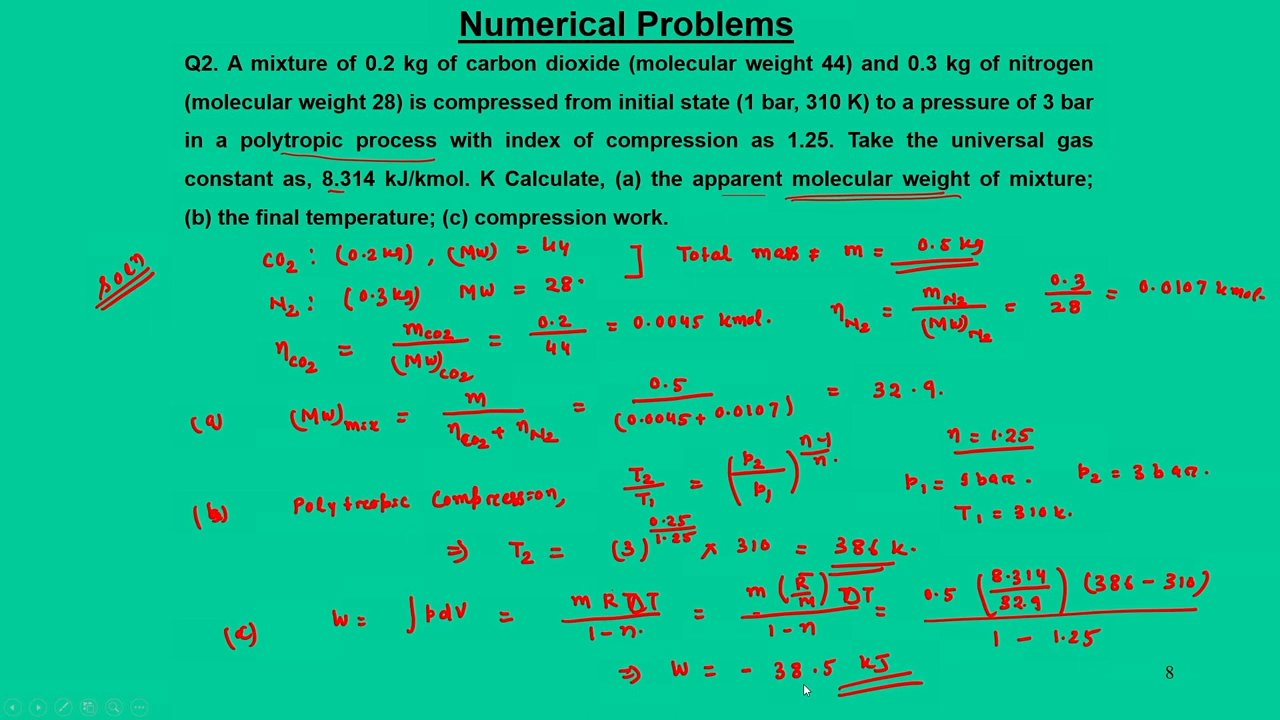 Numerical Problems
Q2. A mixture of 0.2 kg of carbon dioxide (molecular weight 44) and 0.3 kg of nitrogen
(molecular weight 28) is compressed from initial state (1 bar, 310 K) to a pressure of 3 bar
in a polytropic process with index of compression as 1.25. Take the universal gas
constant as, 8.314 kJ/kmol. K Calculate, (a) the apparent molecular weight of mixture;
(b) the final temperature; (c) compression work.
Soln
CO2 : (0.2 kg) , (MW) = 44 ] Total mass = m = 0.5 kg
N2 : (0.3 kg) MW = 28.
nCO2 = mCO2 / (MW)CO2 = 0.2 / 44 = 0.0045 kmol. nN2 = mN2 / (MW)N2 = 0.3 / 28 = 0.0107 kmol.
(a) (MW)mix = m / (nCO2 + nN2) = 0.5 / (0.0045 + 0.0107) = 32.9.
n = 1.25
(b) Polytropic Compression, T2/T1 = (p2/p1)^((n-1)/n). p1 = 1 bar. p2 = 3 bar.
T1 = 310 K.
⇒ T2 = (3)^(0.25/1.25) × 310 = 386 K.
(c) W = ∫ p dV = m R ΔT / (1-n). = m (R̅/m) ΔT / (1-n) = 0.5 (8.314/32.9) (386 - 310) / (1 - 1.25)
⇒ W = - 38.5 kJ
8